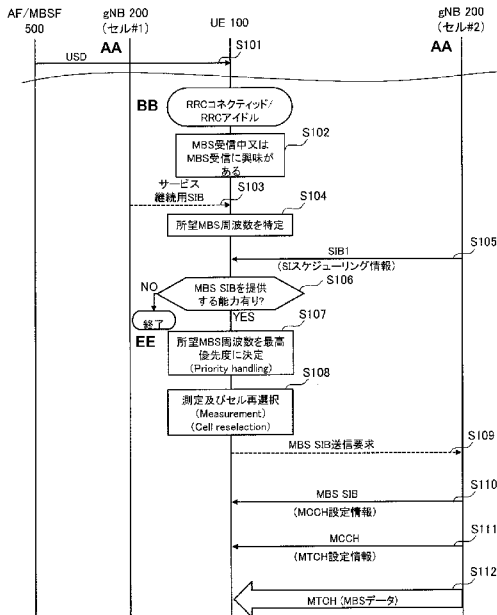 AF/MBSF
500
gNB 200
(セル#1)
AA
UE 100
gNB 200
(セル#2)
AA
USD
S101
BB
RRCコネクティッド/
RRCアイドル
S102
MBS受信中又は
MBS受信に興味が
ある
サービス
継続用SIB
S103
S104
所望MBS周波数を特定
S105
SIB1
(SIスケジューリング情報)
S106
NO
MBS SIBを提供
する能力有り?
YES
終了
EE
S107
所望MBS周波数を最高
優先度に決定
(Priority handling)
S108
測定及びセル再選択
(Measurement)
(Cell reselection)
S109
MBS SIB送信要求
S110
MBS SIB
(MCCH設定情報)
S111
MCCH
(MTCH設定情報)
S112
MTCH (MBSデータ)